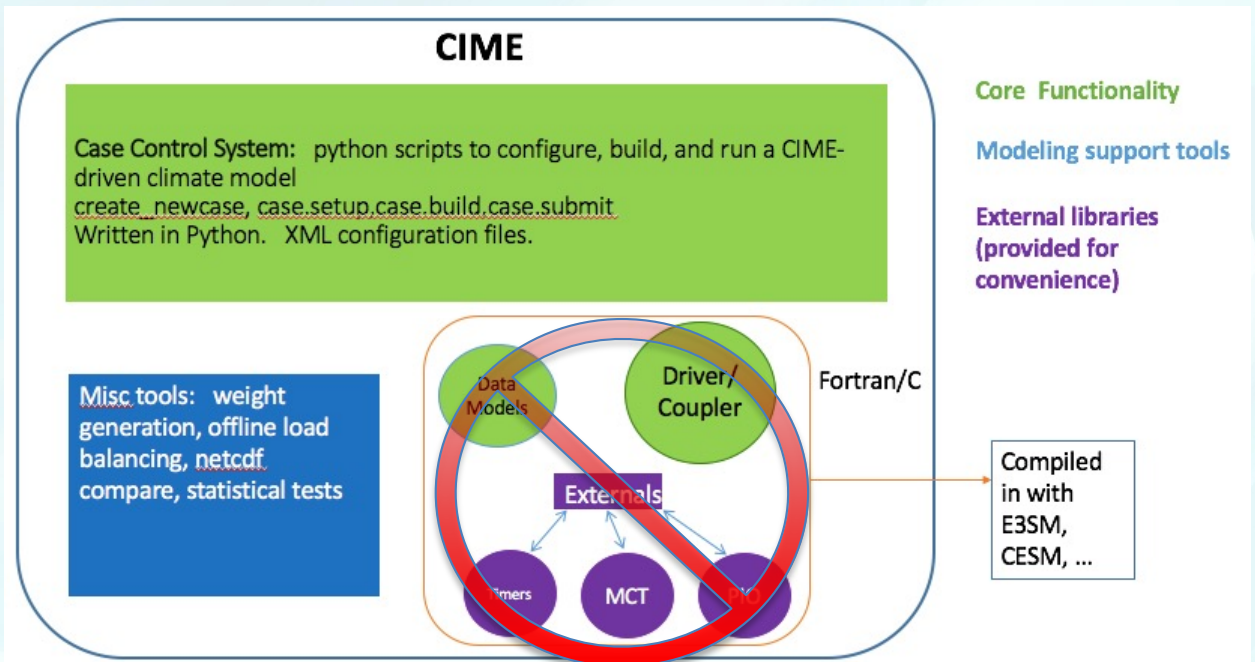 CIME
Case Control System: python scripts to configure, build, and run a CIME-
driven climate model
create_newcase, case.setup,case.build,case.submit
Written in Python. XML configuration files.
Core Functionality
Modeling support tools
External libraries
(provided for
convenience)
Misc tools: weight
generation, offline load
balancing, netcdf
compare, statistical tests
Data
Models
Driver/
Coupler
Fortran/C
Externals
Timers
MCT
PIO
Compiled
in with
E3SM,
CESM, ...